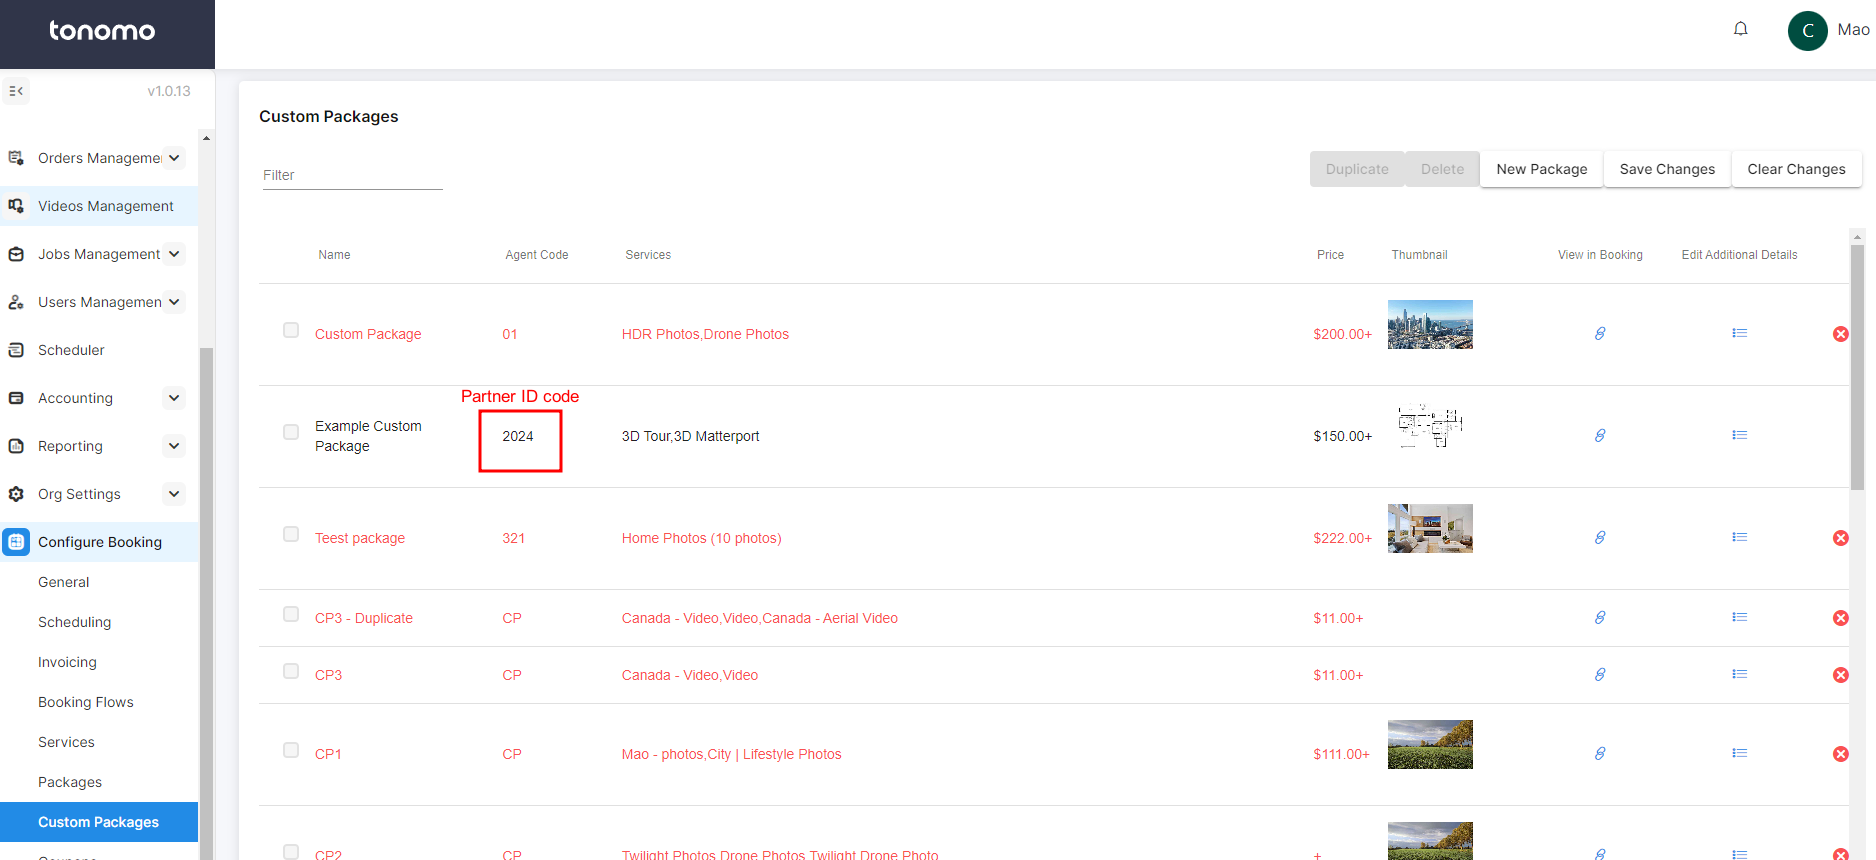 tonomo
C
Mao
v1.0.13
Orders Manageme
Videos Management
Jobs Management
Users Managemen
Scheduler
Accounting
Reporting
Org Settings
Configure Booking
General
Scheduling
Invoicing
Booking Flows
Services
Packages
Custom Packages
Custom Packages
Filter
Duplicate Delete New Package Save Changes Clear Changes
Name Agent Code Services Price Thumbnail View in Booking Edit Additional Details
Custom Package 01 HDR Photos,Drone Photos $200.00+
Partner ID code
Example Custom
Package 2024 3D Tour,3D Matterport $150.00+
Teest package 321 Home Photos (10 photos) $222.00+
CP3 - Duplicate CP Canada - Video,Video,Canada - Aerial Video $11.00+
CP3 CP Canada - Video,Video $11.00+
CP1 CP Mao - photos,City | Lifestyle Photos $111.00+
CP2 CP Twilight Photos,Drone Photos,Twilight Drone Photo +